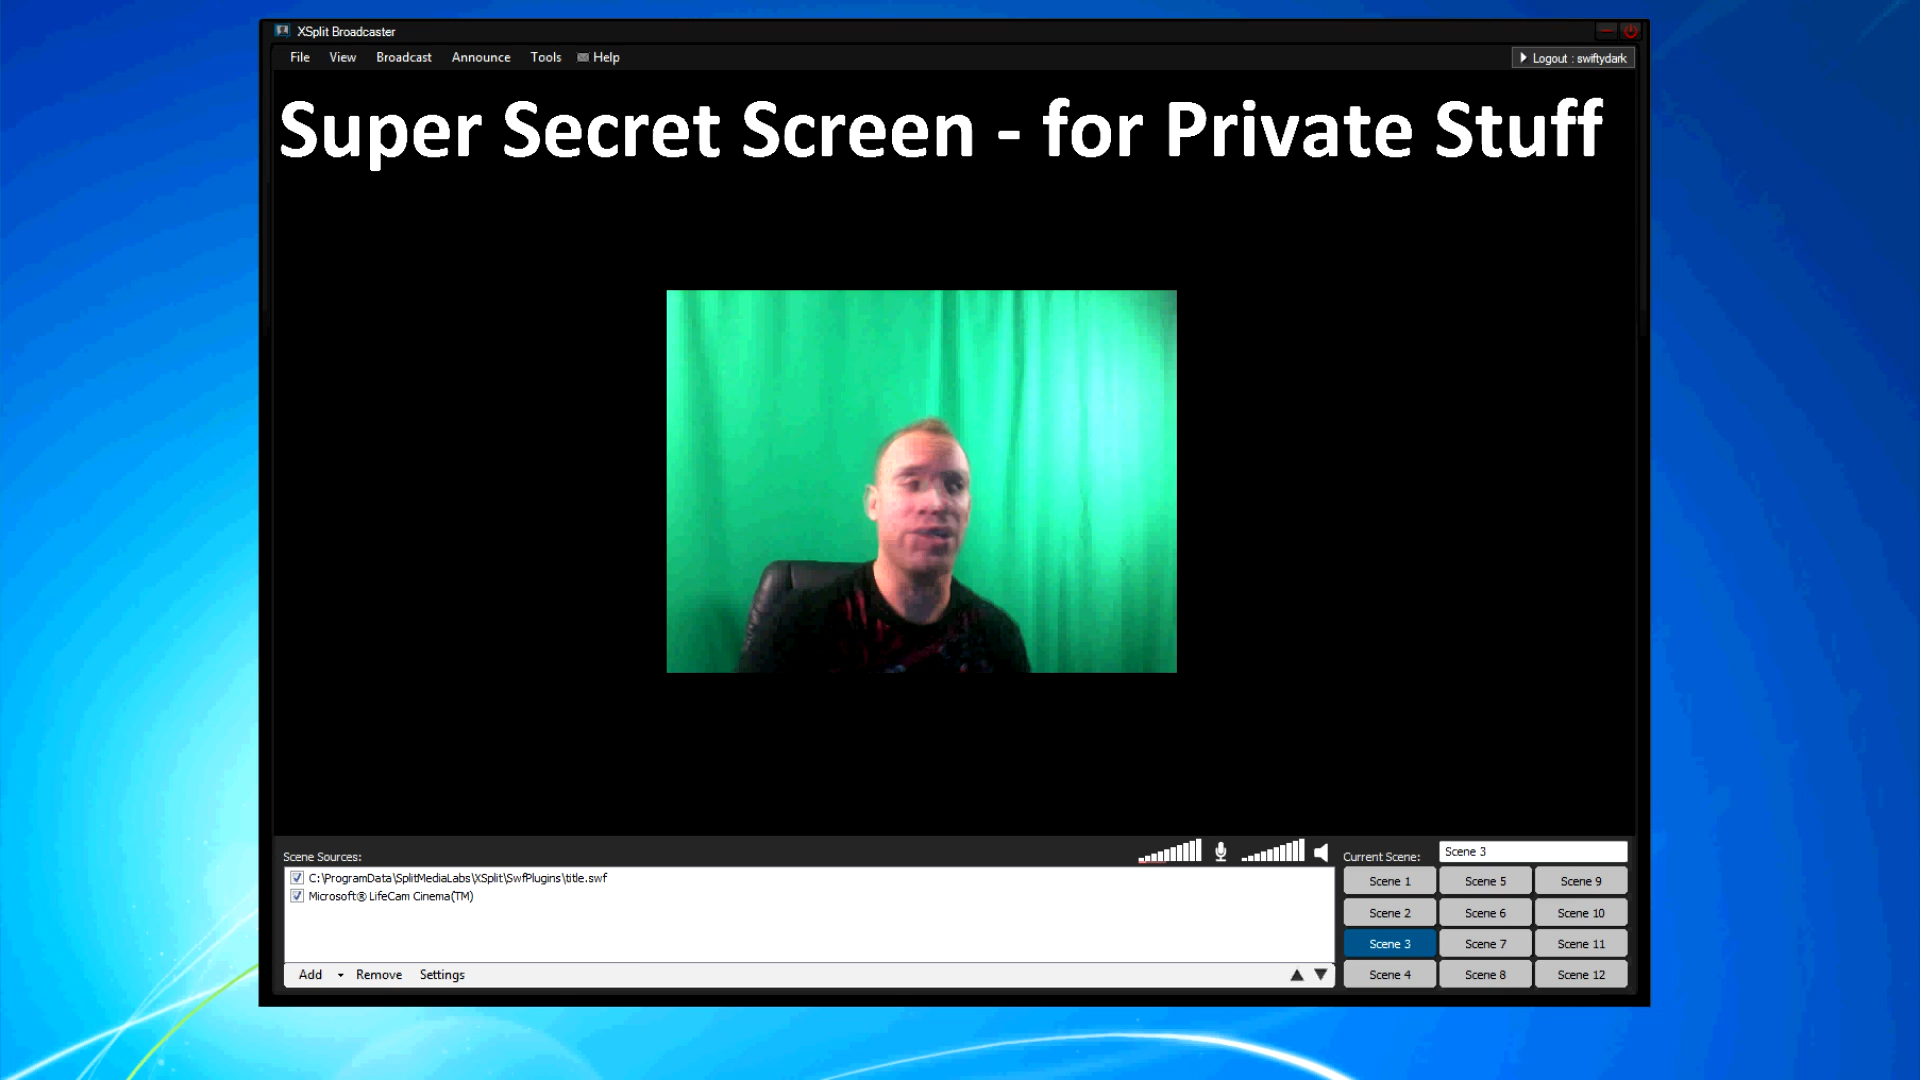 XSplit Broadcaster
File View Broadcast Announce Tools Help
Logout : swiftydark
Super Secret Screen - for Private Stuff
Scene Sources:
C:\ProgramData\SplitMediaLabs\XSplit\SwfPlugins\title.swf
Microsoft® LifeCam Cinema(TM)
Add Remove Settings
Current Scene: Scene 3
Scene 1 Scene 5 Scene 9
Scene 2 Scene 6 Scene 10
Scene 3 Scene 7 Scene 11
Scene 4 Scene 8 Scene 12